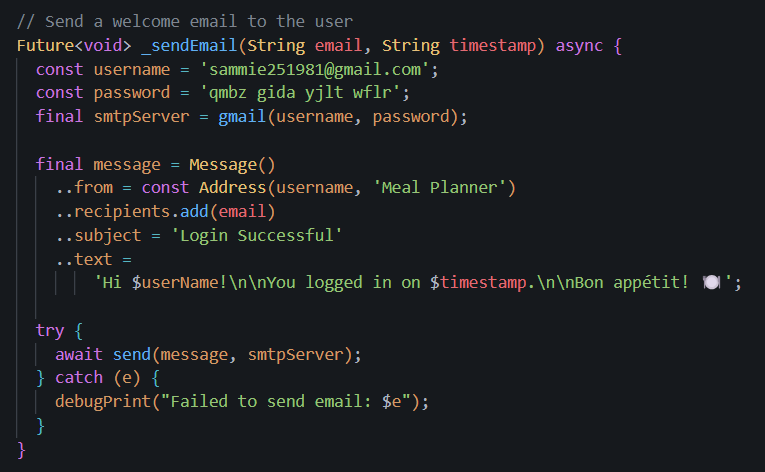 // Send a welcome email to the user
Future<void> _sendEmail(String email, String timestamp) async {
  const username = 'sammie251981@gmail.com';
  const password = 'qmbz gida yjlt wflr';
  final smtpServer = gmail(username, password);

  final message = Message()
    ..from = const Address(username, 'Meal Planner')
    ..recipients.add(email)
    ..subject = 'Login Successful'
    ..text =
        'Hi $userName!\n\nYou logged in on $timestamp.\n\nBon appétit! 🍽️';

  try {
    await send(message, smtpServer);
  } catch (e) {
    debugPrint("Failed to send email: $e");
  }
}